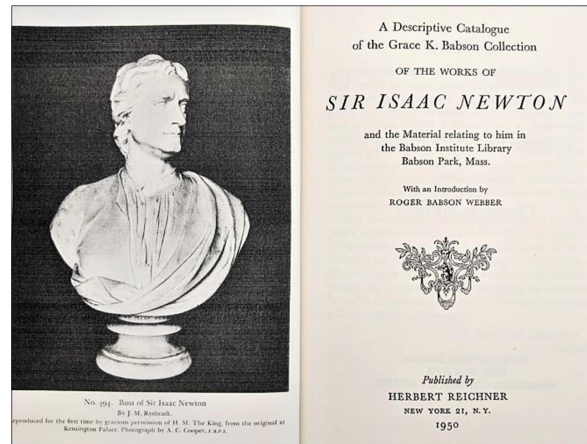 No. 394. Bust of Sir Isaac Newton
By J. M. Rysbrack.
reproduced for the first time by gracious permission of H. M. The King, from the original at
Kensington Palace. Photograph by A. C. Cooper, F.R.P.S.
A Descriptive Catalogue
of the Grace K. Babson Collection
OF THE WORKS OF
SIR ISAAC NEWTON
and the Material relating to him in
the Babson Institute Library
Babson Park, Mass.
With an Introduction by
ROGER BABSON WEBBER
Published by
HERBERT REICHNER
NEW YORK 21, N. Y.
1950